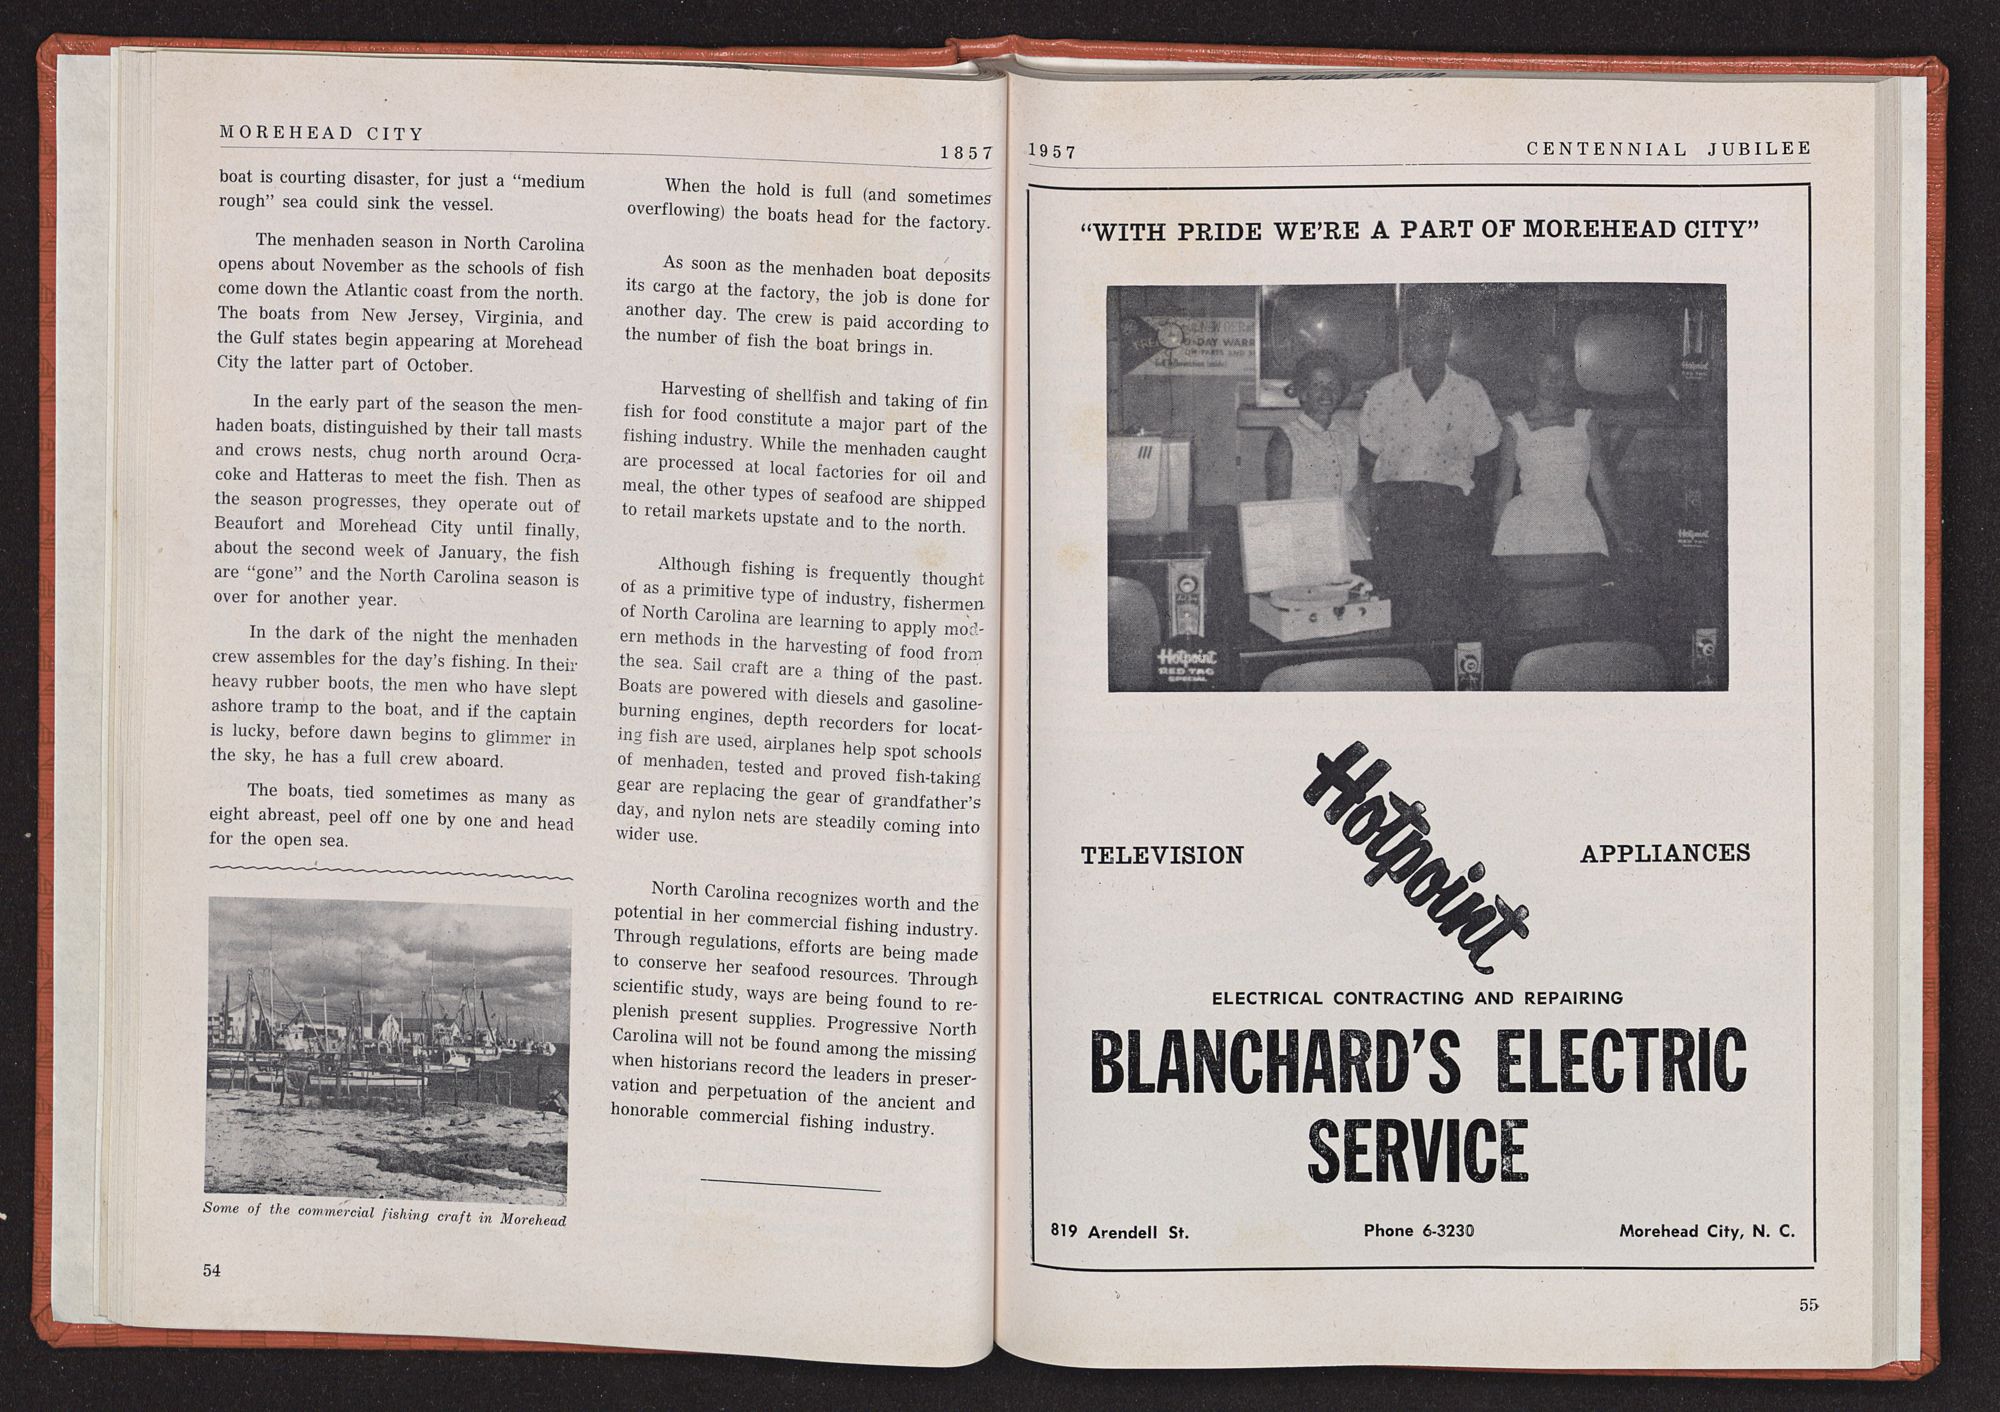 MOREHEAD CITY
1857
boat is courting disaster, for just a “medium
rough” sea could sink the vessel.
The menhaden season in North Carolina
opens about November as the schools of fish
come down the Atlantic coast from the north.
The boats from New Jersey, Virginia, and
the Gulf states begin appearing at Morehead
City the latter part of October.
In the early part of the season the men-
haden boats, distinguished by their tall masts
and crows nests, chug north around Ocra-
coke and Hatteras to meet the fish. Then as
the season progresses, they operate out of
Beaufort and Morehead City until finally,
about the second week of January, the fish
are “gone” and the North Carolina season is
over for another year.
In the dark of the night the menhaden
crew assembles for the day’s fishing. In their
heavy rubber boots, the men who have slept
ashore tramp to the boat, and if the captain
is lucky, before dawn begins to glimmer in
the sky, he has a full crew aboard.
The boats, tied sometimes as many as
eight abreast, peel off one by one and head
for the open sea.
Some of the commercial fishing craft in Morehead
54
When the hold is full (and sometimes
overflowing) the boats head for the factory.
As soon as the menhaden boat deposits
its cargo at the factory, the job is done for
another day. The crew is paid according to
the number of fish the boat brings in.
Harvesting of shellfish and taking of fin
fish for food constitute a major part of the
fishing industry. While the menhaden caught
are processed at local factories for oil and
meal, the other types of seafood are shipped
to retail markets upstate and to the north.
Although fishing is frequently thought
of as a primitive type of industry, fishermen
of North Carolina are learning to apply mod-
ern methods in the harvesting of food from
the sea. Sail craft are a thing of the past.
Boats are powered with diesels and gasoline-
burning engines, depth recorders for locat-
ing fish are used, airplanes help spot schools
of menhaden, tested and proved fish-taking
gear are replacing the gear of grandfather’s
day, and nylon nets are steadily coming into
wider use.
North Carolina recognizes worth and the
potential in her commercial fishing industry.
Through regulations, efforts are being made
to conserve her seafood resources. Through
scientific study, ways are being found to re-
plenish present supplies. Progressive North
Carolina will not be found among the missing
when historians record the leaders in preser-
vation and perpetuation of the ancient and
honorable commercial fishing industry.
1957
CENTENNIAL JUBILEE
“WITH PRIDE WE’RE A PART OF MOREHEAD CITY”
Hotpoint
Hotpoint
Hotpoint
RED TAG
SPECIAL
Hotpoint
TELEVISION
APPLIANCES
ELECTRICAL CONTRACTING AND REPAIRING
BLANCHARD’S ELECTRIC
SERVICE
819 Arendell St.
Phone 6-3230
Morehead City, N. C.
55